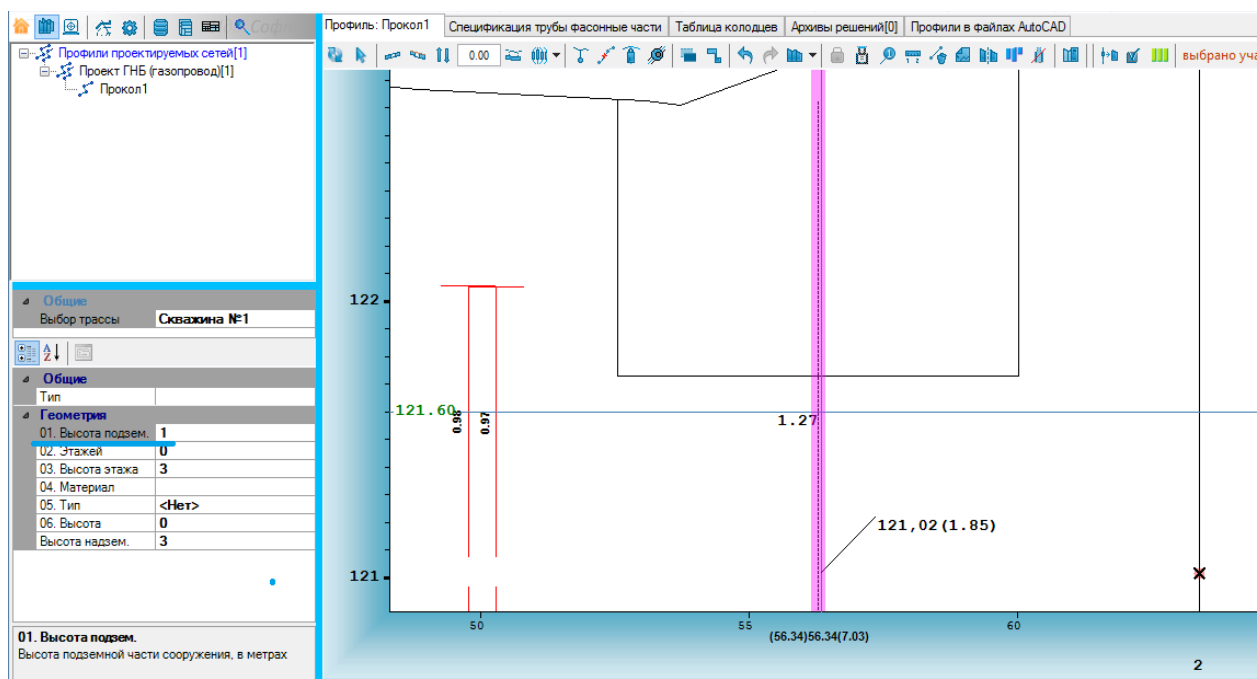 Софи
Профили проектируемых сетей[1]
Проект ГНБ (газопровод)[1]
Прокол1
Общие
Выбор трассы Скважина №1
Общие
Тип
Геометрия
01. Высота подзем. 1
02. Этажей 0
03. Высота этажа 3
04. Материал
05. Тип <Нет>
06. Высота 0
Высота надзем. 3
01. Высота подзем.
Высота подземной части сооружения, в метрах
Профиль: Прокол1 Спецификация трубы фасонные части Таблица колодцев Архивы решений[0] Профили в файлах AutoCAD
0.00 выбрано уча
122
121.60
0.98
0.97
1.27
121,02(1.85)
121
50 55 60
(56.34)56.34(7.03)
2